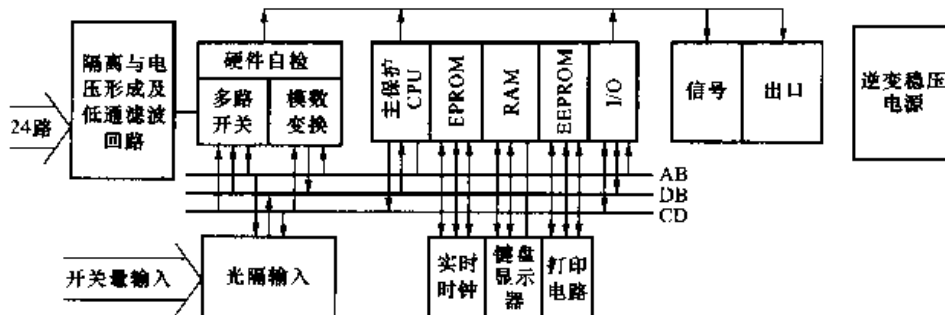 24路
隔离与电
压形成及
低通滤波
回路
硬件自检
多路
开关
模数
变换
主保护
CPU
EPROM
RAM
EEPROM
I/O
信号
出口
逆变稳压
电源
AB
DB
CD
开关量输入
光隔输入
实时
时钟
键盘
显示
器
打印
电路